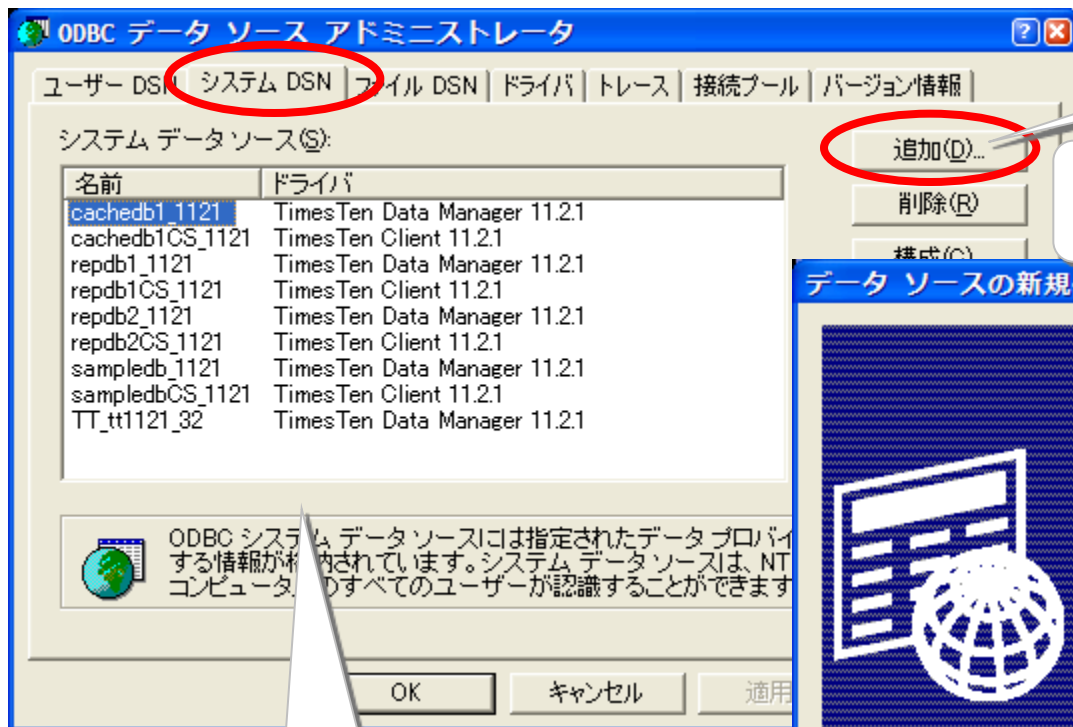 ODBC データ ソース アドミニストレータ
ユーザー DSN システム DSN ファイル DSN ドライバ トレース 接続プール バージョン情報
システム データ ソース(S):
追加(D)...
名前 ドライバ
削除(R)
cachedb1_1121 TimesTen Data Manager 11.2.1
cachedb1CS_1121 TimesTen Client 11.2.1
構成(C)
repdb1_1121 TimesTen Data Manager 11.2.1
データ ソースの新規
repdb1CS_1121 TimesTen Client 11.2.1
repdb2_1121 TimesTen Data Manager 11.2.1
repdb2CS_1121 TimesTen Client 11.2.1
sampledb_1121 TimesTen Data Manager 11.2.1
sampledbCS_1121 TimesTen Client 11.2.1
TT_tt1121_32 TimesTen Data Manager 11.2.1
ODBC システム データ ソースには指定されたデータ プロバイ
する情報が格納されています。システム データ ソースは、NT
コンピュータ のすべてのユーザーが認識することができます
OK キャンセル 適用